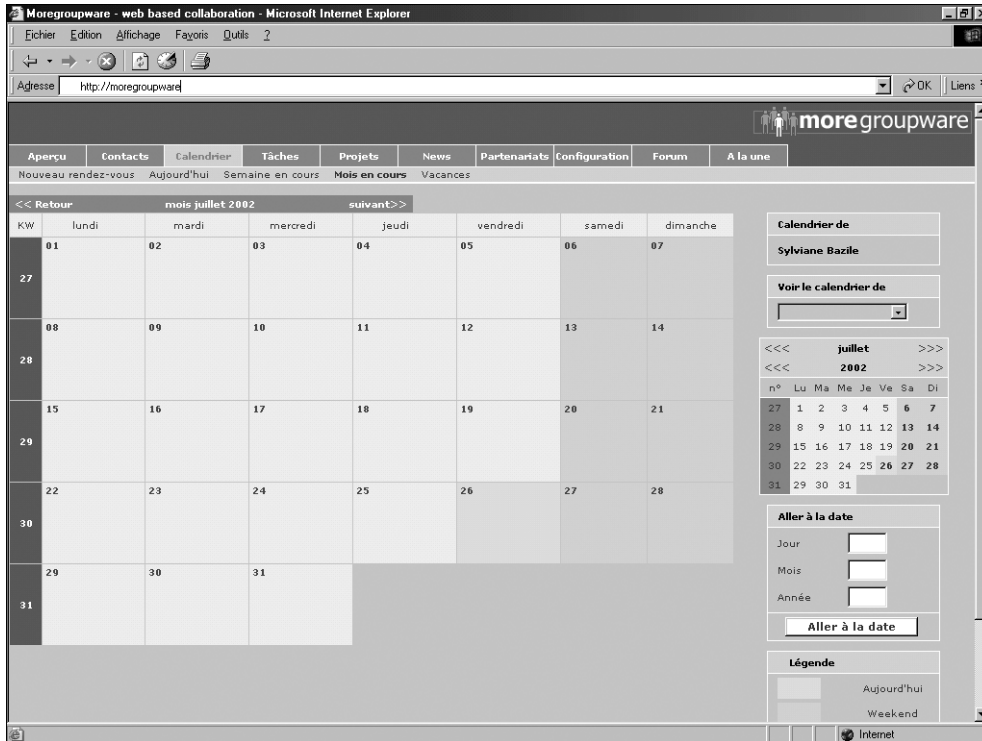 Moregroupware - web based collaboration - Microsoft Internet Explorer
Fichier Edition Affichage Favoris Outils ?
Adresse http://moregroupware OK Liens
moregroupware
Aperçu Contacts Calendrier Tâches Projets News Partenariats Configuration Forum A la une
Nouveau rendez-vous Aujourd'hui Semaine en cours Mois en cours Vacances
<< Retour mois juillet 2002 suivant>>
KW lundi mardi mercredi jeudi vendredi samedi dimanche
01 02 03 04 05 06 07
27
08 09 10 11 12 13 14
28
15 16 17 18 19 20 21
29
22 23 24 25 26 27 28
30
29 30 31
31
Calendrier de
Sylviane Bazile
Voir le calendrier de
<<< juillet >>>
<<< 2002 >>>
n° Lu Ma Me Je Ve Sa Di
27 1 2 3 4 5 6 7
28 8 9 10 11 12 13 14
29 15 16 17 18 19 20 21
30 22 23 24 25 26 27 28
31 29 30 31
Aller à la date
Jour
Mois
Année
Aller à la date
Légende
Aujourd'hui
Weekend
Internet